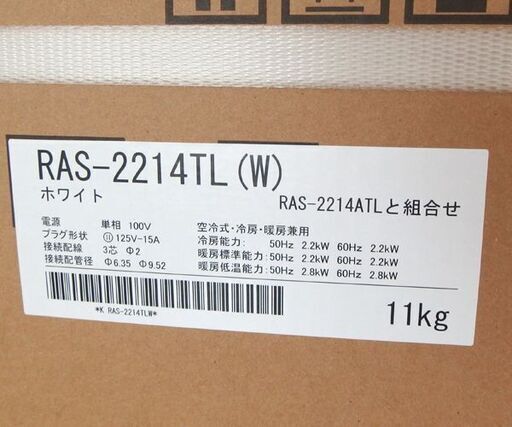 RAS-2214TL(W)
ホワイト
RAS-2214ATLと組合せ
電源 単相 100V
プラグ形状 125V-15A
接続配線 3芯 Φ2
接続配管径 Φ6.35 Φ9.52
空冷式・冷房・暖房兼用
冷房能力: 50Hz 2.2kW 60Hz 2.2kW
暖房標準能力: 50Hz 2.2kW 60Hz 2.2kW
暖房低温能力: 50Hz 2.8kW 60Hz 2.8kW
*K RAS-2214TLW*
11kg